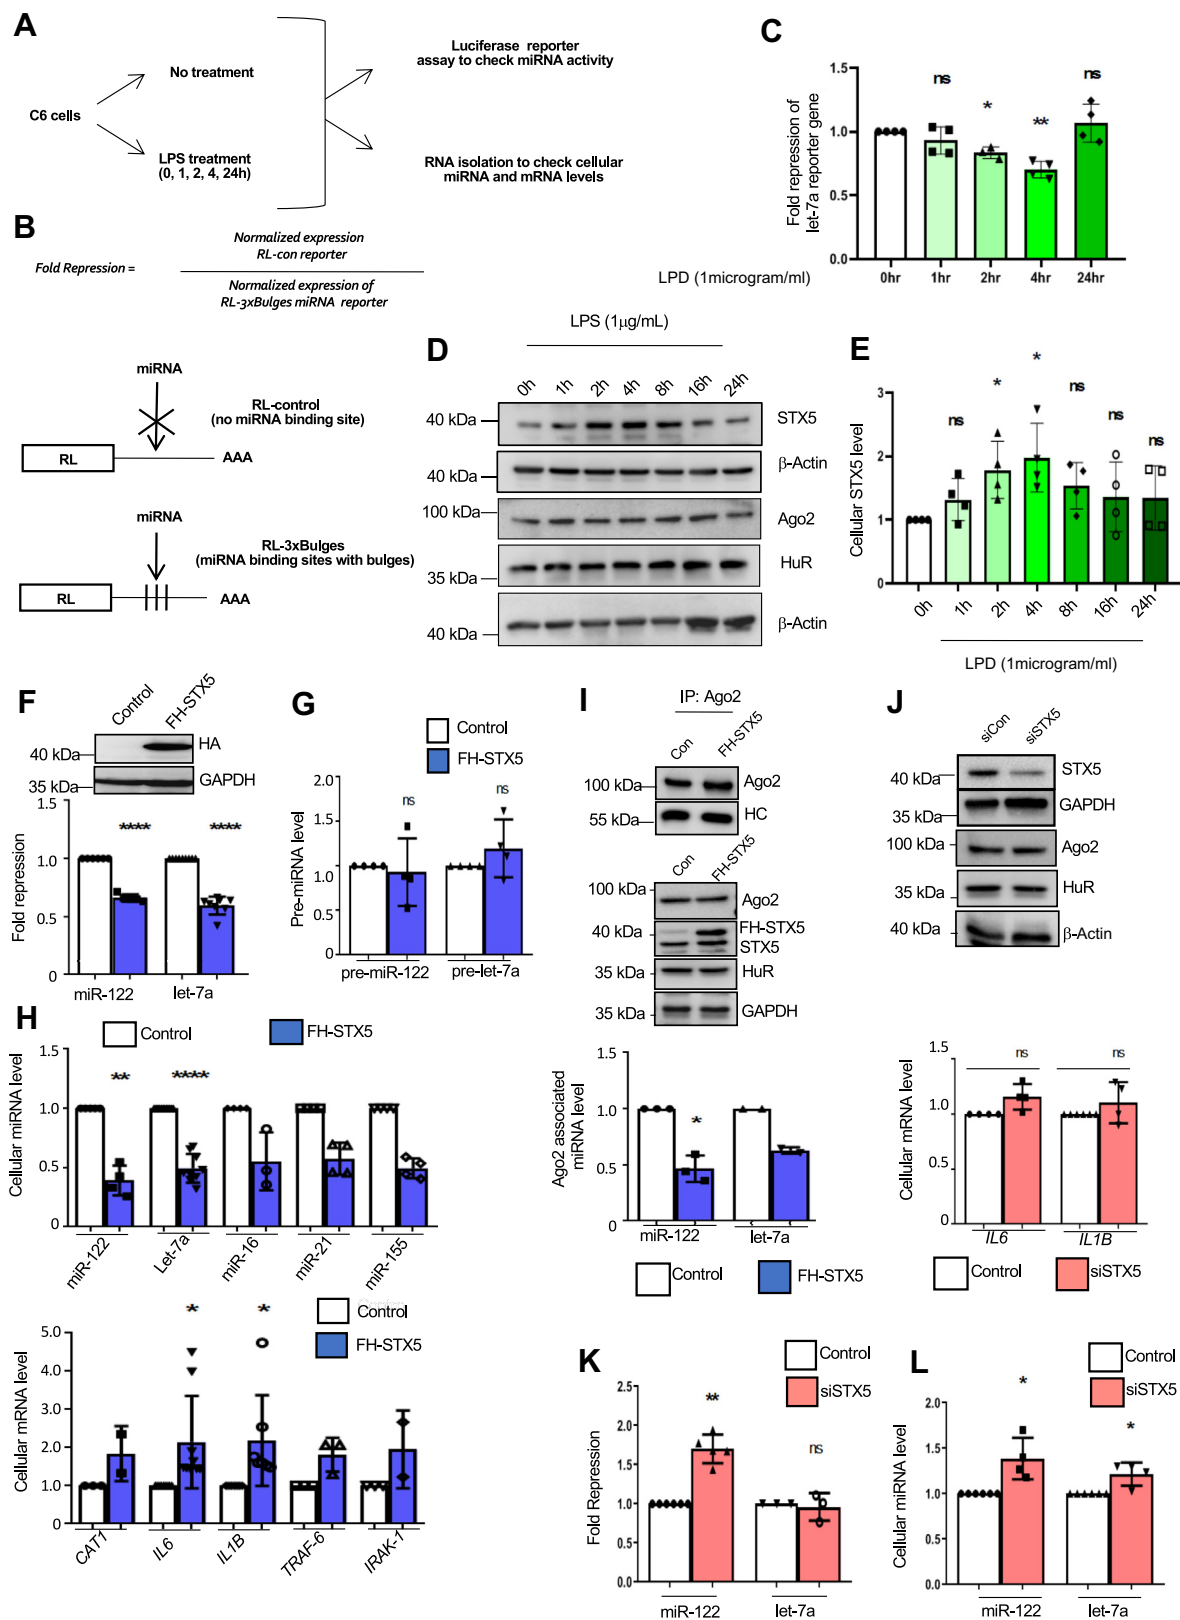 A
C6 cells
No treatment
LPS treatment
(0, 1, 2, 4, 24h)
Luciferase reporter
assay to check miRNA activity
RNA isolation to check cellular
miRNA and mRNA levels
B
Fold Repression =
Normalized expression
RL-con reporter
Normalized expression of
RL-3xBulges miRNA reporter
miRNA
RL-control
(no miRNA binding site)
RL
AAA
miRNA
RL-3xBulges
(miRNA binding sites with bulges)
RL
AAA
C
Fold repression of
let-7a reporter gene
1.5
1.0
0.5
0.0
ns
*
**
ns
0hr
1hr
2hr
4hr
24hr
LPD (1microgram/ml)
D
LPS (1µg/mL)
0h
1h
2h
4h
8h
16h
24h
40 kDa
STX5
40 kDa
β-Actin
100 kDa
Ago2
35 kDa
HuR
40 kDa
β-Actin
E
Cellular STX5 level
3
2
1
0
ns
*
*
ns
ns
ns
0h
1h
2h
4h
8h
16h
24h
LPD (1microgram/ml)
F
Control
FH-STX5
40 kDa
HA
35 kDa
GAPDH
Fold repression
1.5
1.0
0.5
0
****
****
miR-122
let-7a
G
Control
FH-STX5
Pre-miRNA level
2.0
1.5
1.0
0.5
0
ns
ns
pre-miR-122
pre-let-7a
H
Control
FH-STX5
Cellular miRNA level
1.5
1.0
0.5
0
**
****
miR-122
Let-7a
miR-16
miR-21
miR-155
Control
FH-STX5
Cellular mRNA level
5.0
4.0
3.0
2.0
1.0
0
*
*
CAT1
IL6
IL1B
TRAF-6
IRAK-1
I
IP: Ago2
Con
FH-STX5
100 kDa
Ago2
55 kDa
HC
Con
FH-STX5
100 kDa
Ago2
40 kDa
FH-STX5
STX5
35 kDa
HuR
35 kDa
GAPDH
Ago2 associated
miRNA level
1.5
1.0
0.5
0
*
miR-122
let-7a
Control
FH-STX5
J
siCon
siSTX5
40 kDa
STX5
35 kDa
GAPDH
100 kDa
Ago2
35 kDa
HuR
40 kDa
β-Actin
Cellular mRNA level
1.5
1.0
0.5
0
ns
ns
IL6
IL1B
Control
siSTX5
K
Control
siSTX5
Fold Repression
2.5
2.0
1.5
1.0
0.5
0
**
ns
miR-122
let-7a
L
Control
siSTX5
Cellular miRNA level
2.0
1.5
1.0
0.5
0.0
*
*
miR-122
let-7a